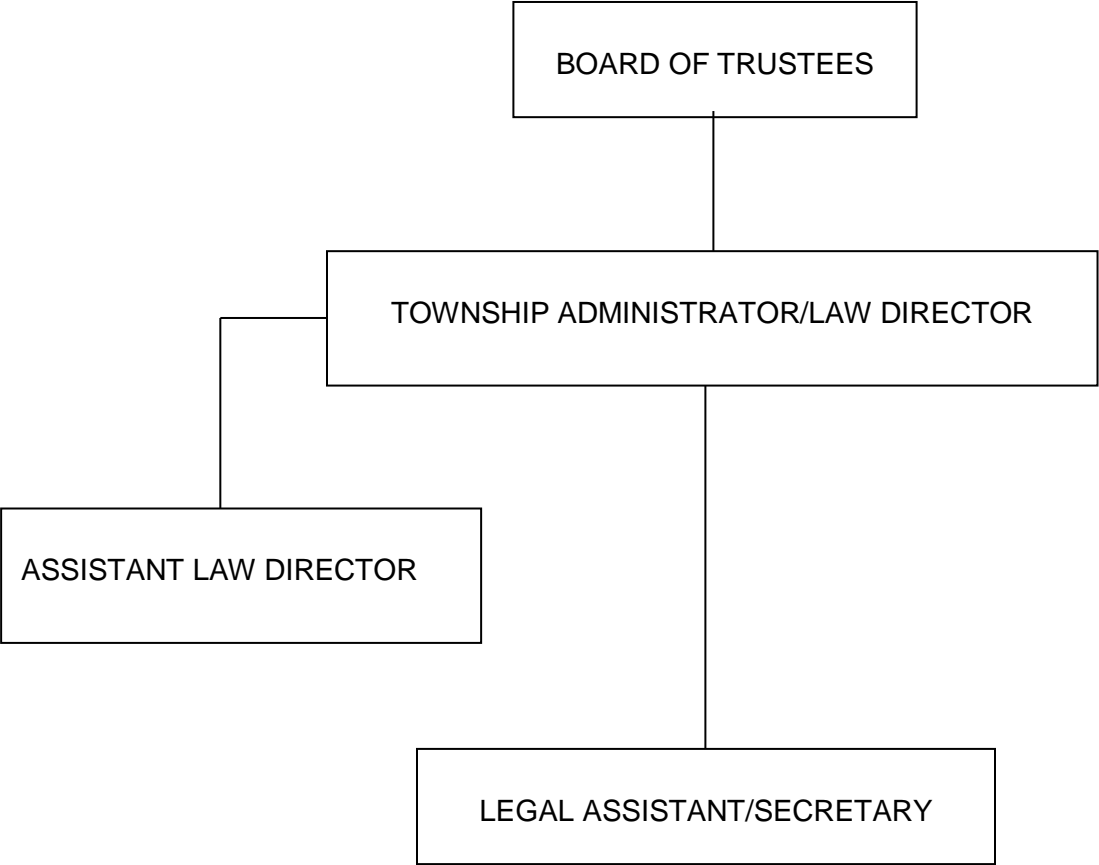 BOARD OF TRUSTEES
TOWNSHIP ADMINISTRATOR/LAW DIRECTOR
ASSISTANT LAW DIRECTOR
LEGAL ASSISTANT/SECRETARY